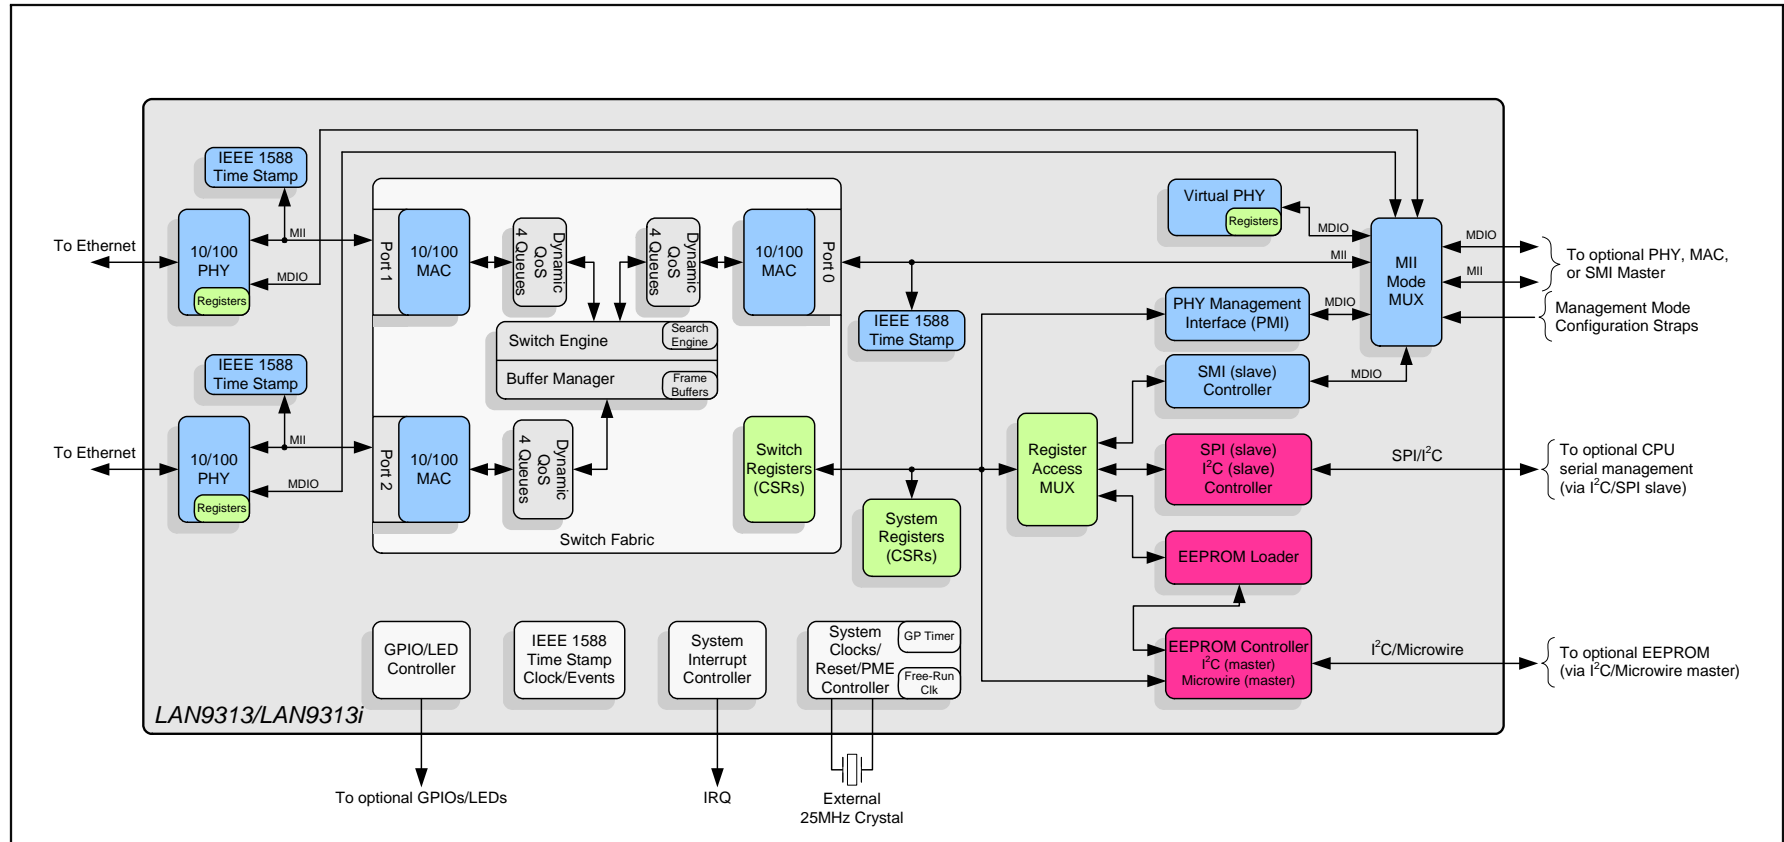 IEEE 1588
Time Stamp
To Ethernet
10/100
PHY
Registers
MII
MDIO
Port 1
10/100
MAC
Dynamic
QoS
4 Queues
Dynamic
QoS
4 Queues
10/100
MAC
Port 0
Switch Engine
Search
Engine
Buffer Manager
Frame
Buffers
IEEE 1588
Time Stamp
To Ethernet
10/100
PHY
Registers
MII
MDIO
Port 2
10/100
MAC
Dynamic
QoS
4 Queues
Switch
Registers
(CSRs)
Switch Fabric
MII
IEEE 1588
Time Stamp
System
Registers
(CSRs)
Virtual PHY
Registers
MDIO
PHY Management
Interface (PMI)
MDIO
SMI (slave)
Controller
MDIO
MII
Mode
MUX
MDIO
MII
To optional PHY, MAC,
or SMI Master
Management Mode
Configuration Straps
Register
Access
MUX
SPI (slave)
I²C (slave)
Controller
SPI/I²C
To optional CPU
serial management
(via I²C/SPI slave)
EEPROM Loader
EEPROM Controller
I²C (master)
Microwire (master)
I²C/Microwire
To optional EEPROM
(via I²C/Microwire master)
GPIO/LED
Controller
IEEE 1588
Time Stamp
Clock/Events
System
Interrupt
Controller
System
Clocks/
Reset/PME
Controller
GP Timer
Free-Run
Clk
LAN9313/LAN9313i
To optional GPIOs/LEDs
IRQ
External
25MHz Crystal